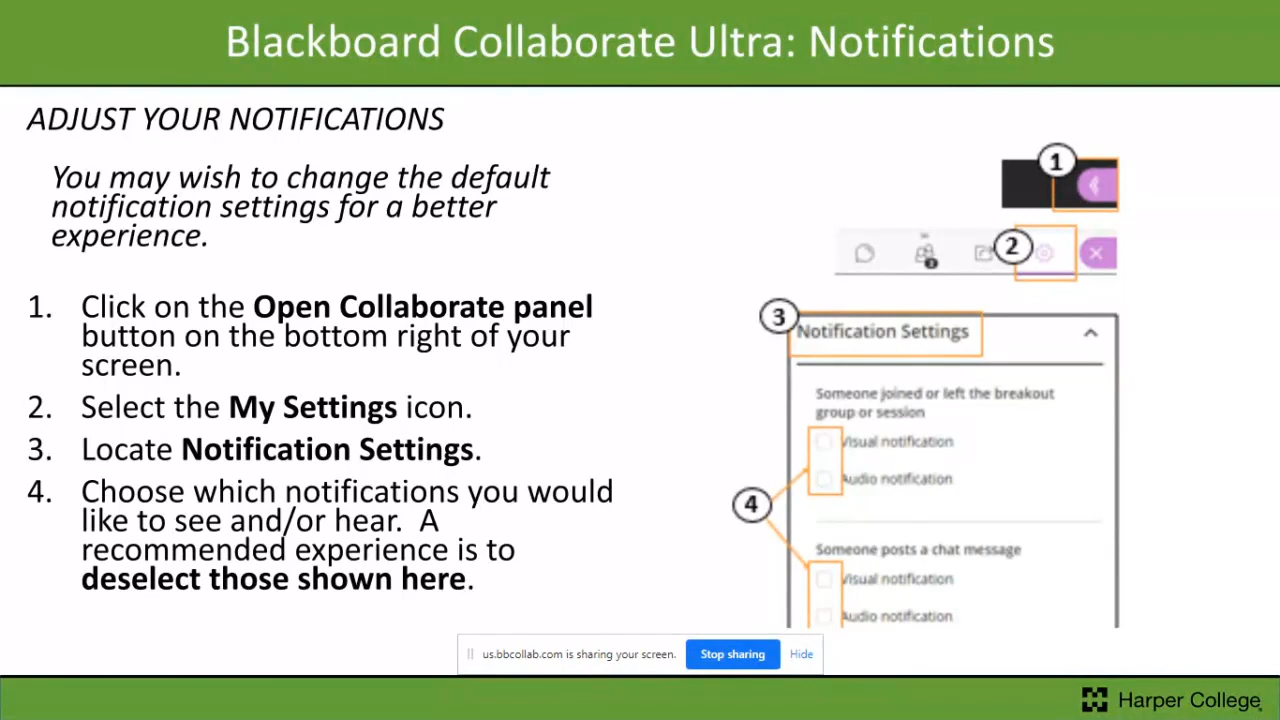 Blackboard Collaborate Ultra: Notifications
ADJUST YOUR NOTIFICATIONS
You may wish to change the default
notification settings for a better
experience.
1. Click on the Open Collaborate panel
button on the bottom right of your
screen.
2. Select the My Settings icon.
3. Locate Notification Settings.
4. Choose which notifications you would
like to see and/or hear. A
recommended experience is to
deselect those shown here.
1
2
3
Notification Settings
Someone joined or left the breakout
group or session
Visual notification
Audio notification
4
Someone posts a chat message
Visual notification
Audio notification
us.bbcollab.com is sharing your screen.
Stop sharing
Hide
Harper College